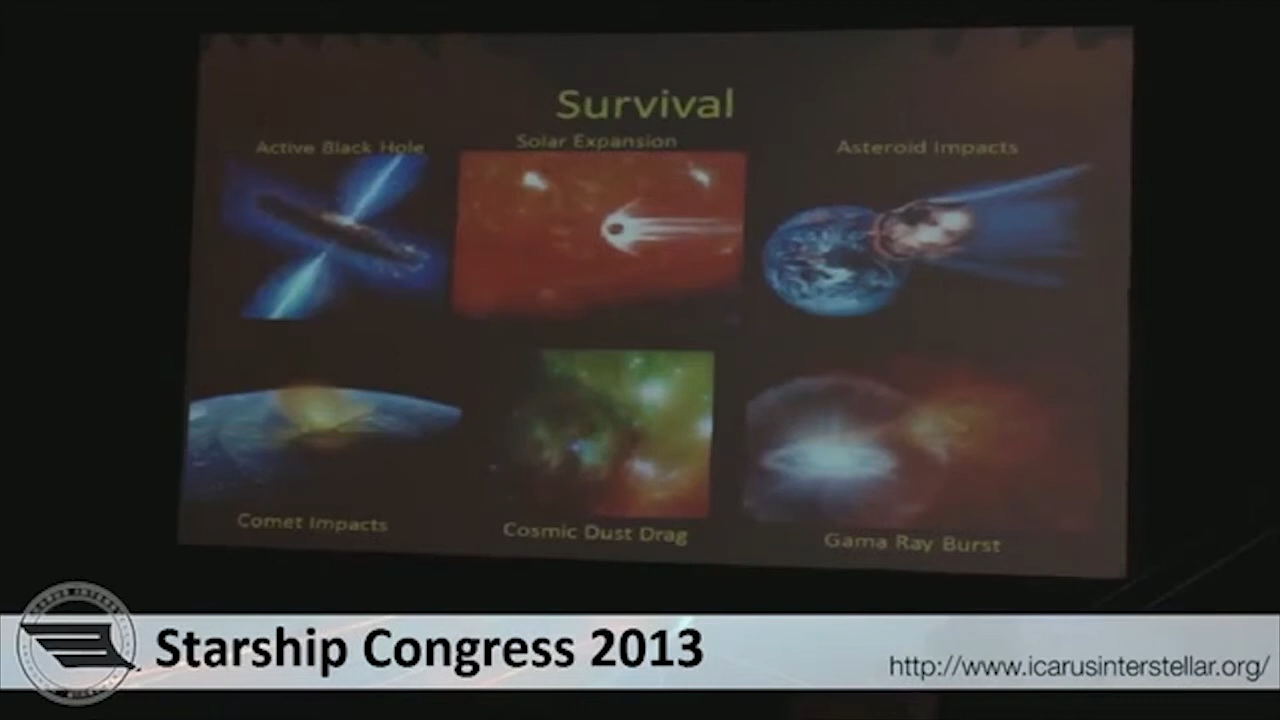 Survival
Active Black Hole
Solar Expansion
Asteroid Impacts
Comet Impacts
Cosmic Dust Drag
Gama Ray Burst
Starship Congress 2013
http://www.icarusinterstellar.org/